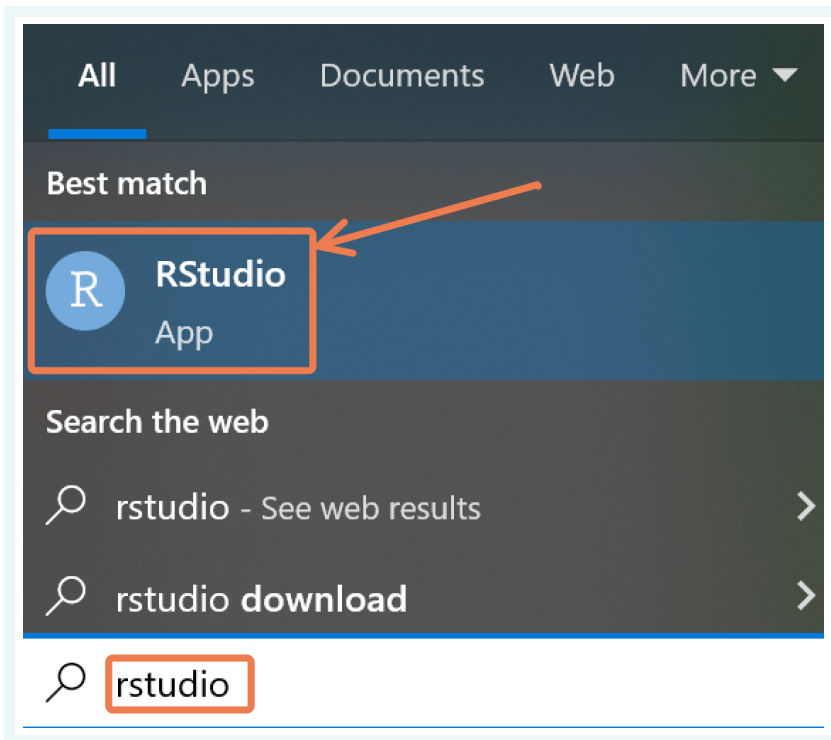 All Apps Documents Web More
Best match
R
RStudio
App
Search the web
rstudio - See web results
rstudio download
rstudio